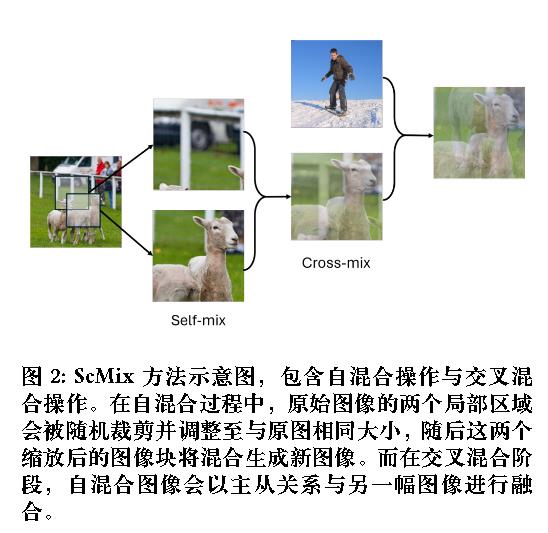 Cross-mix
Self-mix
图 2: ScMix 方法示意图，包含自混合操作与交叉混
合操作。在自混合过程中，原始图像的两个局部区域
会被随机裁剪并调整至与原图相同大小，随后这两个
缩放后的图像块将混合生成新图像。而在交叉混合阶
段，自混合图像会以主从关系与另一幅图像进行融
合。